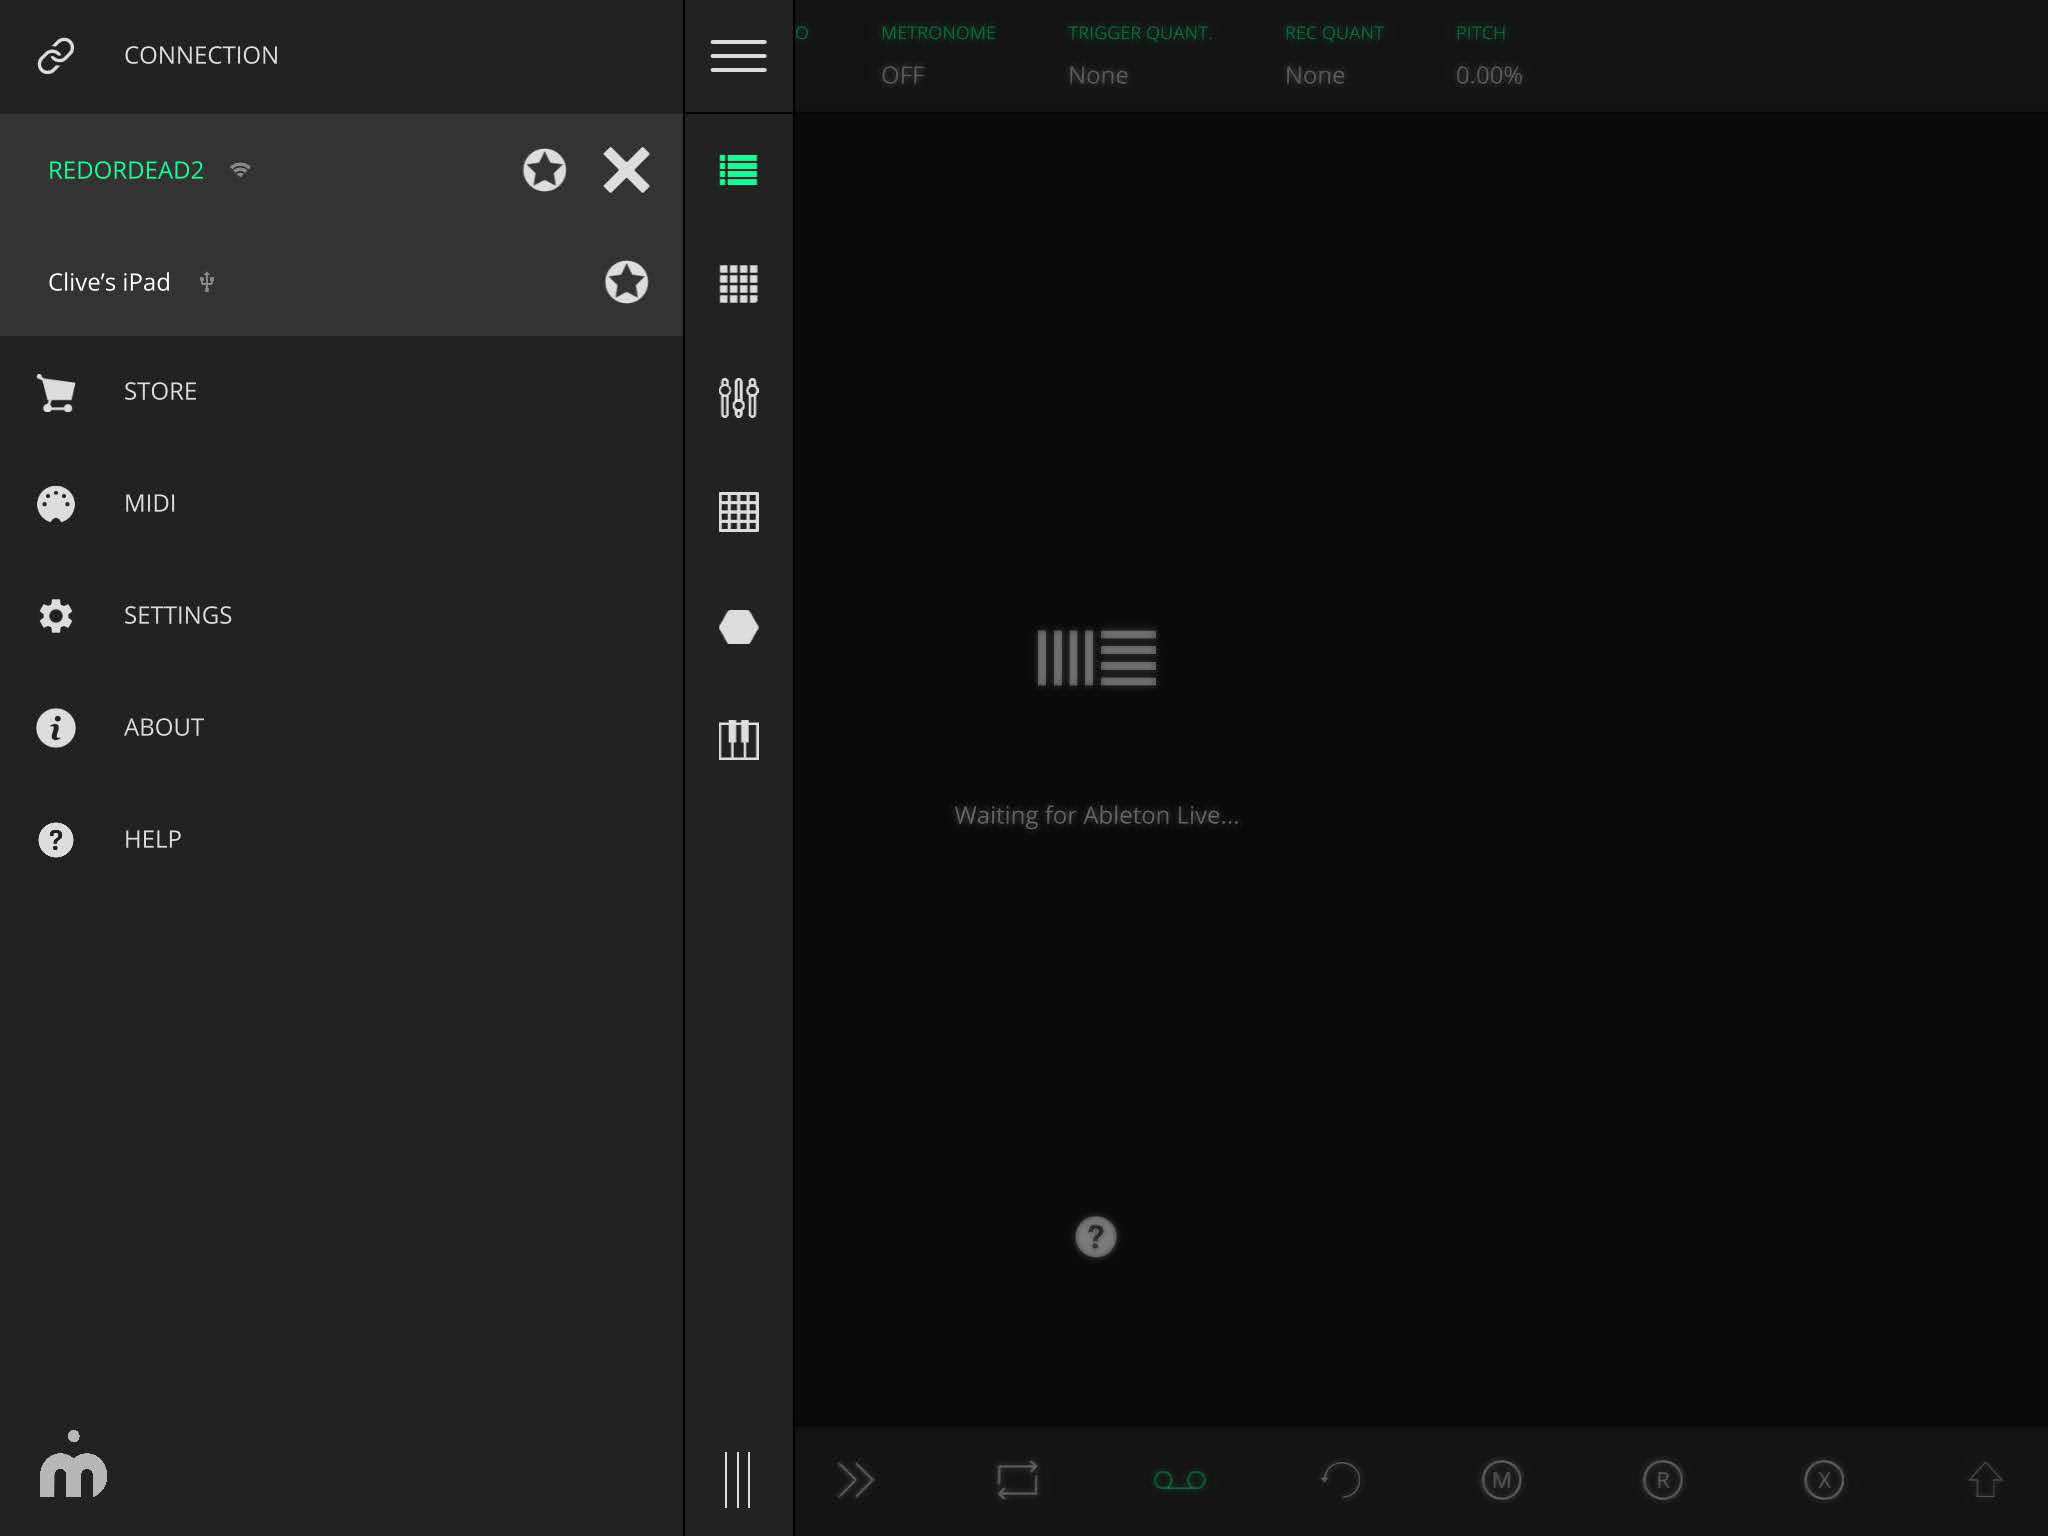 CONNECTION
REDORDEAD2
Clive’s iPad
STORE
MIDI
SETTINGS
ABOUT
HELP
O METRONOME TRIGGER QUANT. REC QUANT PITCH
OFF None None 0.00%
Waiting for Ableton Live...
?
M R X